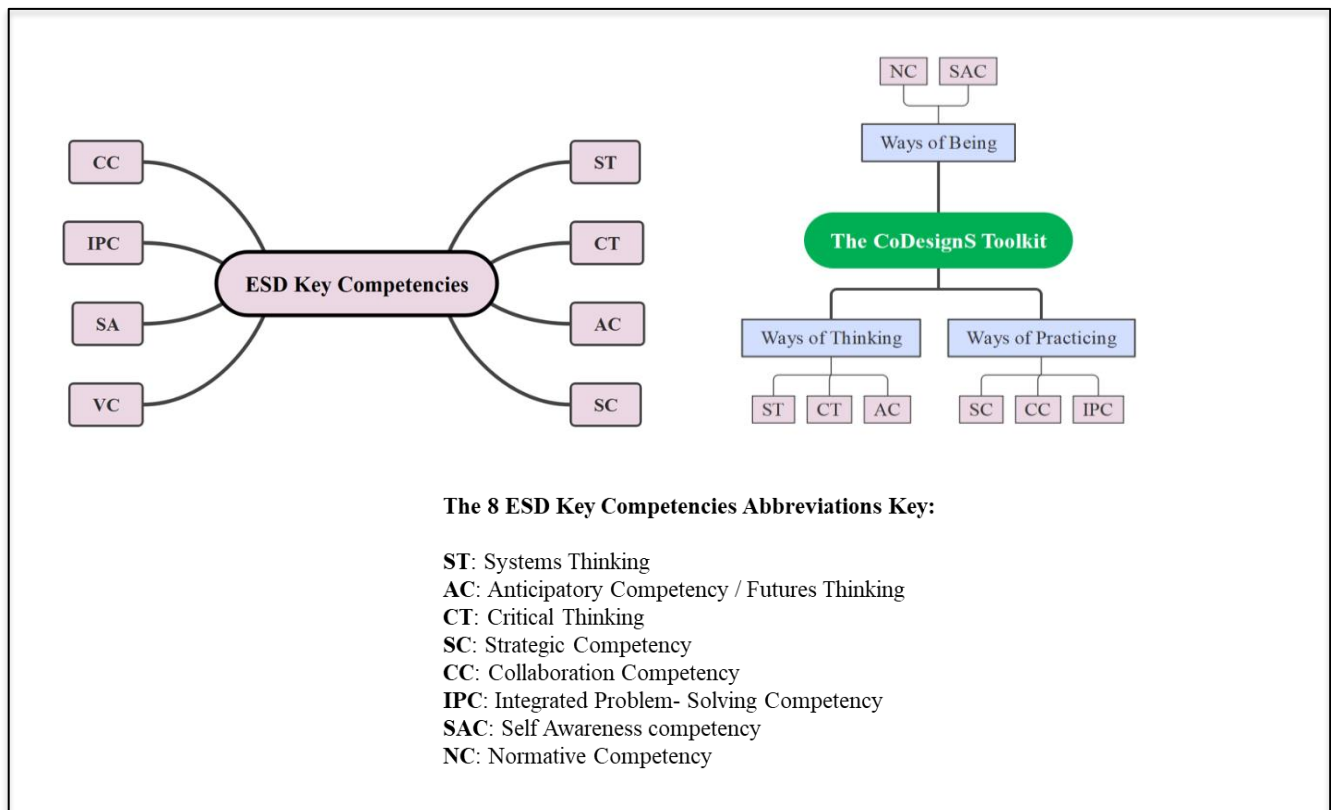 CC
IPC
SA
VC
ESD Key Competencies
ST
CT
AC
SC
NC SAC
Ways of Being
The CoDesignS Toolkit
Ways of Thinking Ways of Practicing
ST CT AC SC CC IPC
The 8 ESD Key Competencies Abbreviations Key:
ST: Systems Thinking
AC: Anticipatory Competency / Futures Thinking
CT: Critical Thinking
SC: Strategic Competency
CC: Collaboration Competency
IPC: Integrated Problem- Solving Competency
SAC: Self Awareness competency
NC: Normative Competency